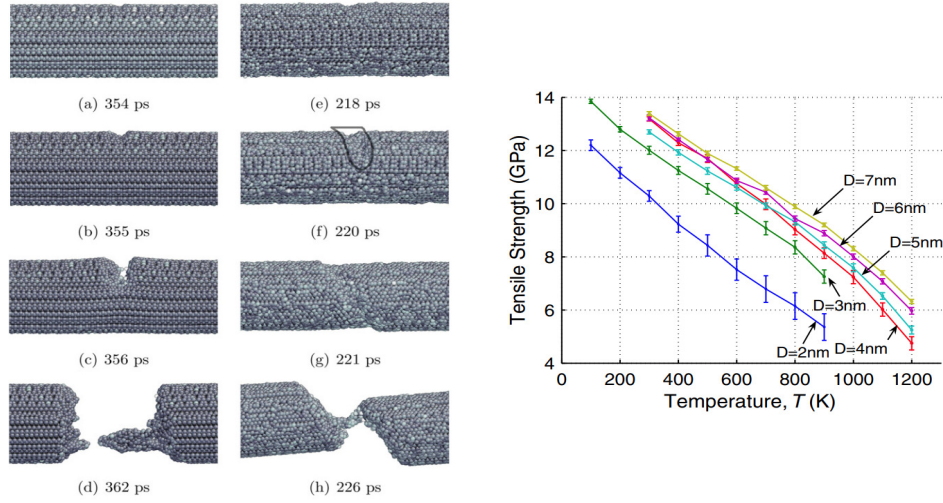 (a) 354 ps
(e) 218 ps
(b) 355 ps
(f) 220 ps
(c) 356 ps
(g) 221 ps
(d) 362 ps
(h) 226 ps
Tensile Strength (GPa)
14
12
10
8
6
4
D=7nm
D=6nm
D=5nm
D=3nm
D=2nm
D=4nm
0 200 400 600 800 1000 1200
Temperature, T (K)